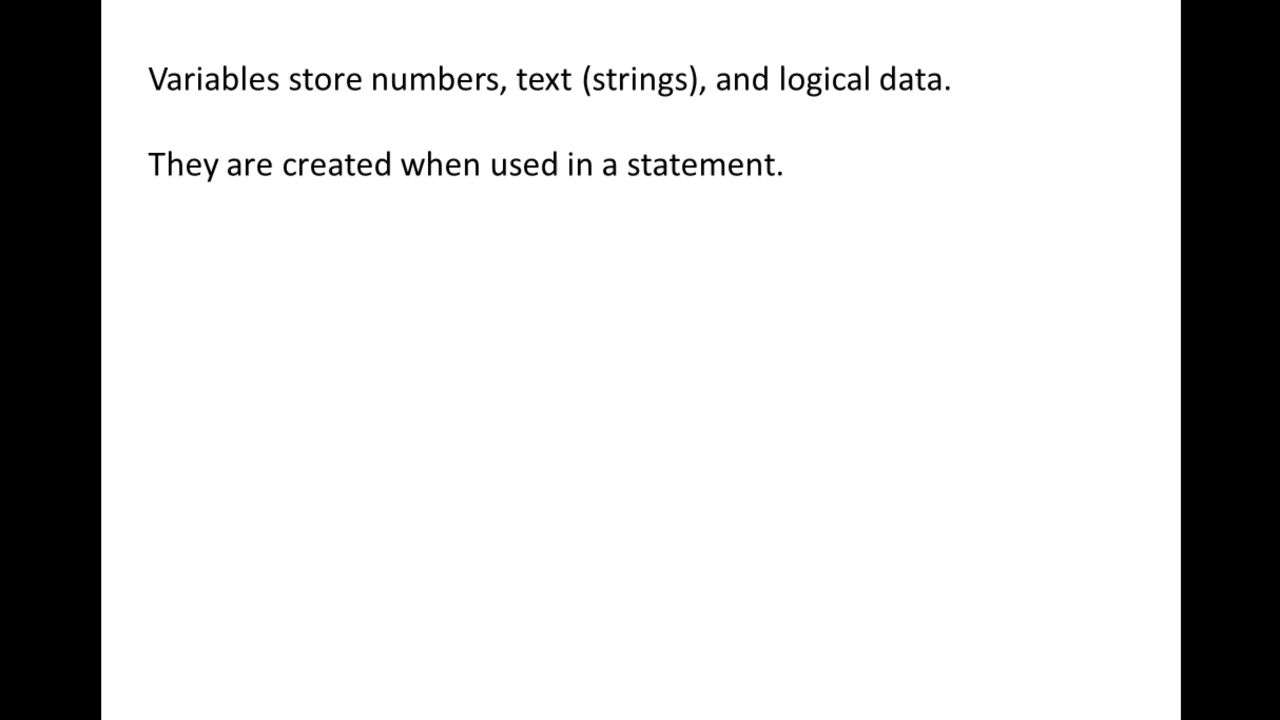 Variables store numbers, text (strings), and logical data.
They are created when used in a statement.